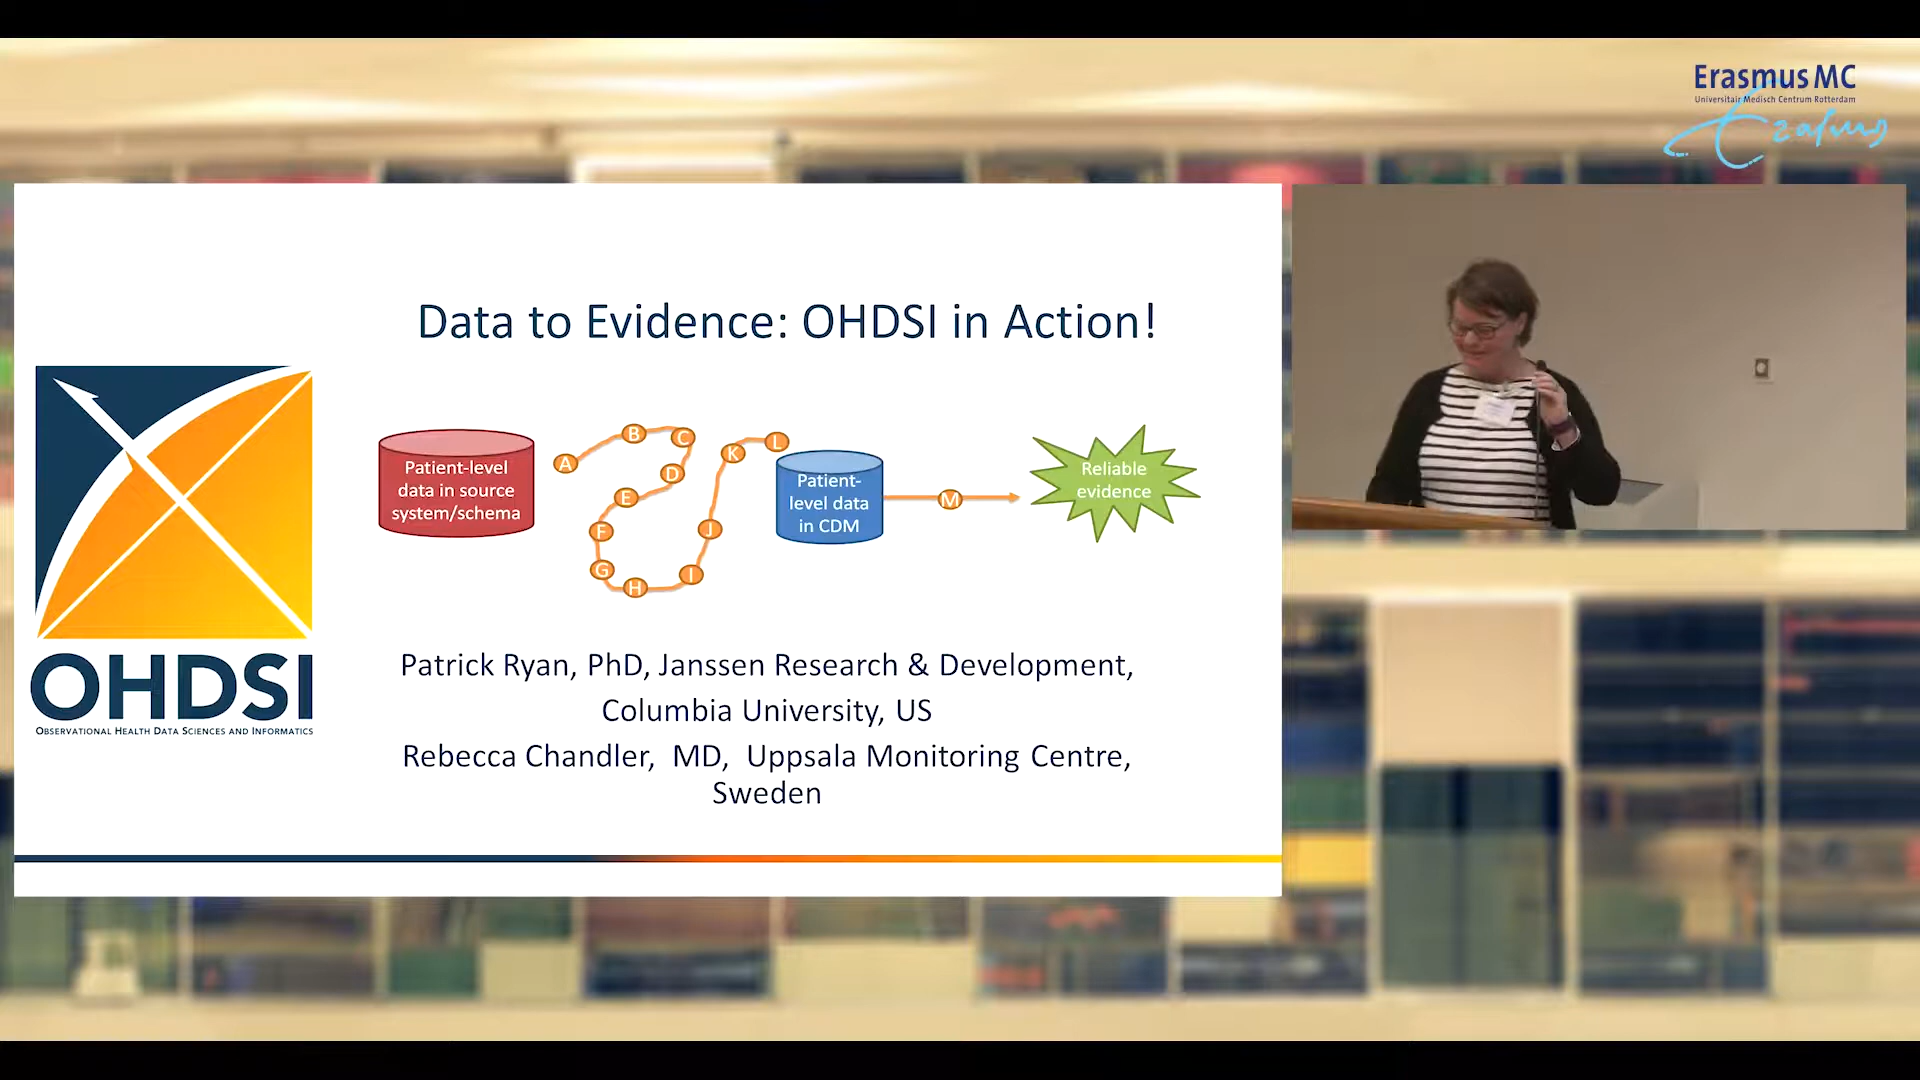 Erasmus MC
Universitair Medisch Centrum Rotterdam
Erasmus
Data to Evidence: OHDSI in Action!
Patient-level
data in source
system/schema
A
B
C
D
E
F
G
H
I
J
K
L
Patient-
level data
in CDM
M
Reliable
evidence
OHDSI
OBSERVATIONAL HEALTH DATA SCIENCES AND INFORMATICS
Patrick Ryan, PhD, Janssen Research & Development,
Columbia University, US
Rebecca Chandler, MD, Uppsala Monitoring Centre,
Sweden